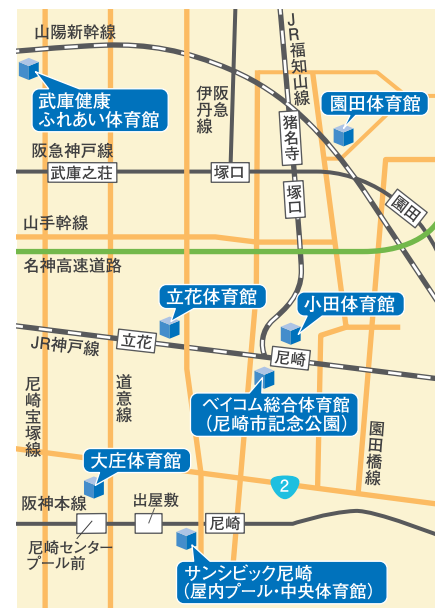 山陽新幹線
JR福知山線
武庫健康
ふれあい体育館
阪急
伊丹線
園田体育館
猪名寺
阪急神戸線
武庫之荘
塚口
塚口
園田
山手幹線
名神高速道路
立花体育館
小田体育館
JR神戸線
立花
尼崎
尼崎宝塚線
道意線
ベイコム総合体育館
(尼崎市記念公園)
園田橋線
大庄体育館
2
阪神本線
出屋敷
尼崎
尼崎センター
プール前
サンシビック尼崎
(屋内プール・中央体育館)